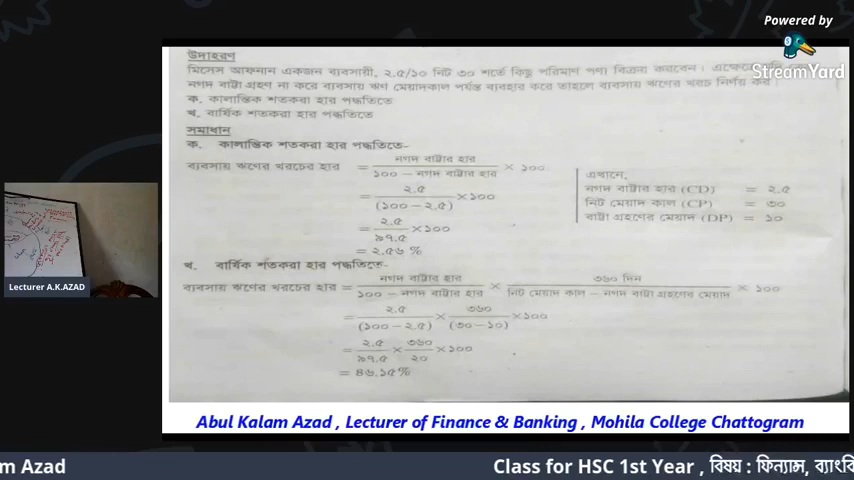 Powered by
StreamYard
উদাহরণ
মিসেস আফনান একজন ব্যবসায়ী, ২.৫/১০ নিট ৩০ শর্তে কিছু পরিমাণ পণ্য বিক্রয় করবেন। এক্ষেত্রে
নগদ বাট্টা গ্রহণ না করে ব্যবসায় ঋণ মেয়াদকাল পর্যন্ত ব্যবহার করে তাহলে ব্যবসায় ঋণের খরচ নির্ণয় কর।
ক. কালান্তিক শতকরা হার পদ্ধতিতে
খ. বার্ষিক শতকরা হার পদ্ধতিতে
সমাধান
ক. কালান্তিক শতকরা হার পদ্ধতিতে-
ব্যবসায় ঋণের খরচের হার = নগদ বাট্টার হার / ১০০ – নগদ বাট্টার হার × ১০০
= ২.৫ / (১০০ – ২.৫) × ১০০
= ২.৫ / ৯৭.৫ × ১০০
= ২.৫৬ %
এখানে,
নগদ বাট্টার হার (CD) = ২.৫
নিট মেয়াদ কাল (CP) = ৩০
বাট্টা গ্রহণের মেয়াদ (DP) = ১০
খ. বার্ষিক শতকরা হার পদ্ধতিতে-
ব্যবসায় ঋণের খরচের হার = নগদ বাট্টার হার / ১০০ – নগদ বাট্টার হার × ৩৬০ দিন / নিট মেয়াদ কাল – নগদ বাট্টা গ্রহণের মেয়াদ × ১০০
= ২.৫ / (১০০ – ২.৫) × ৩৬০ / (৩০ – ১০) × ১০০
= ২.৫ / ৯৭.৫ × ৩৬০ / ২০ × ১০০
= ৪৬.১৫%
Lecturer A.K.AZAD
Abul Kalam Azad , Lecturer of Finance & Banking , Mohila College Chattogram
m Azad
Class for HSC 1st Year , বিষয় : ফিন্যান্স, ব্যাংকি